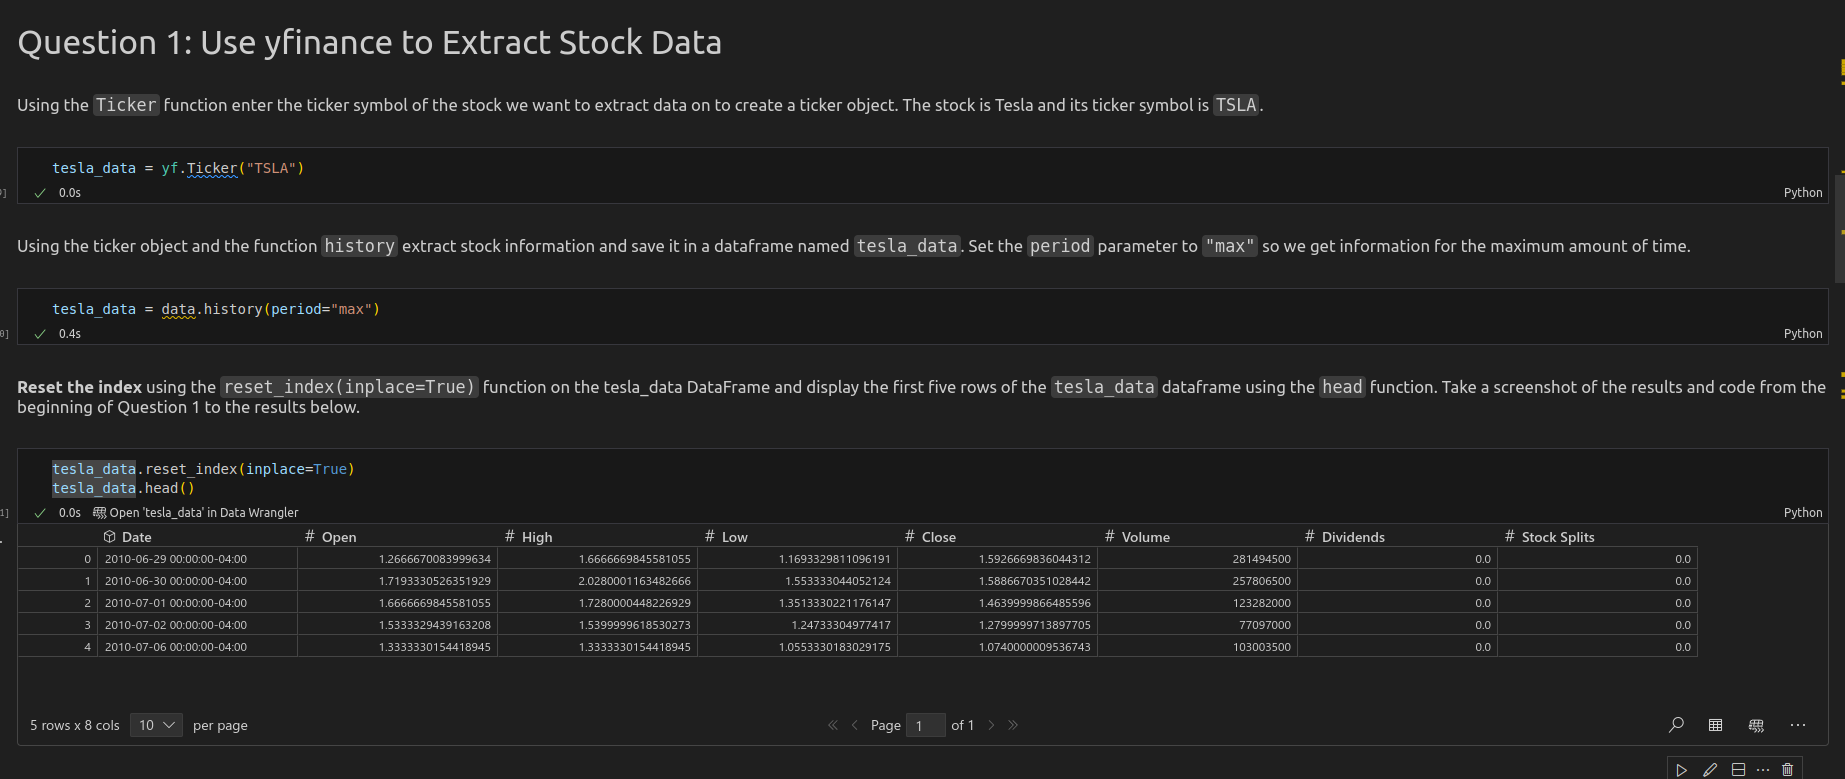 Question 1: Use yfinance to Extract Stock Data
Using the Ticker function enter the ticker symbol of the stock we want to extract data on to create a ticker object. The stock is Tesla and its ticker symbol is TSLA.
tesla_data = yf.Ticker("TSLA")
9] 0.0s Python
Using the ticker object and the function history extract stock information and save it in a dataframe named tesla_data. Set the period parameter to "max" so we get information for the maximum amount of time.
tesla_data = data.history(period="max")
0] 0.4s Python
Reset the index using the reset_index(inplace=True) function on the tesla_data DataFrame and display the first five rows of the tesla_data dataframe using the head function. Take a screenshot of the results and code from the
beginning of Question 1 to the results below.
tesla_data.reset_index(inplace=True)
tesla_data.head()
1] 0.0s Open 'tesla_data' in Data Wrangler Python
Date # Open # High # Low # Close # Volume # Dividends # Stock Splits
0 2010-06-29 00:00:00-04:00 1.2666670083999634 1.6666669845581055 1.1693329811096191 1.5926669836044312 281494500 0.0 0.0
1 2010-06-30 00:00:00-04:00 1.7193330526351929 2.0280001163482666 1.553333044052124 1.5886670351028442 257806500 0.0 0.0
2 2010-07-01 00:00:00-04:00 1.6666669845581055 1.7280000448226929 1.3513330221176147 1.4639999866485596 123282000 0.0 0.0
3 2010-07-02 00:00:00-04:00 1.5333329439163208 1.5399999618530273 1.24733304977417 1.2799999713897705 77097000 0.0 0.0
4 2010-07-06 00:00:00-04:00 1.3333330154418945 1.3333330154418945 1.0553330183029175 1.0740000009536743 103003500 0.0 0.0
5 rows x 8 cols 10 per page Page 1 of 1